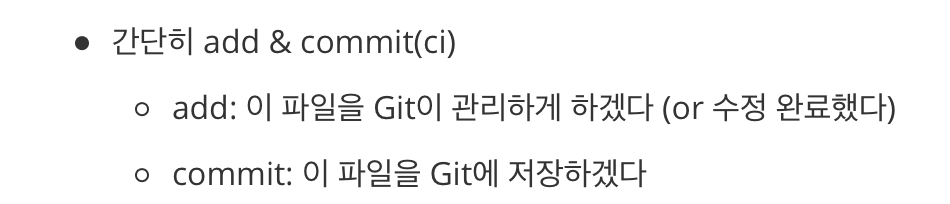 ● 간단히 add & commit(ci)
○ add: 이 파일을 Git이 관리하게 하겠다 (or 수정 완료했다)
○ commit: 이 파일을 Git에 저장하겠다